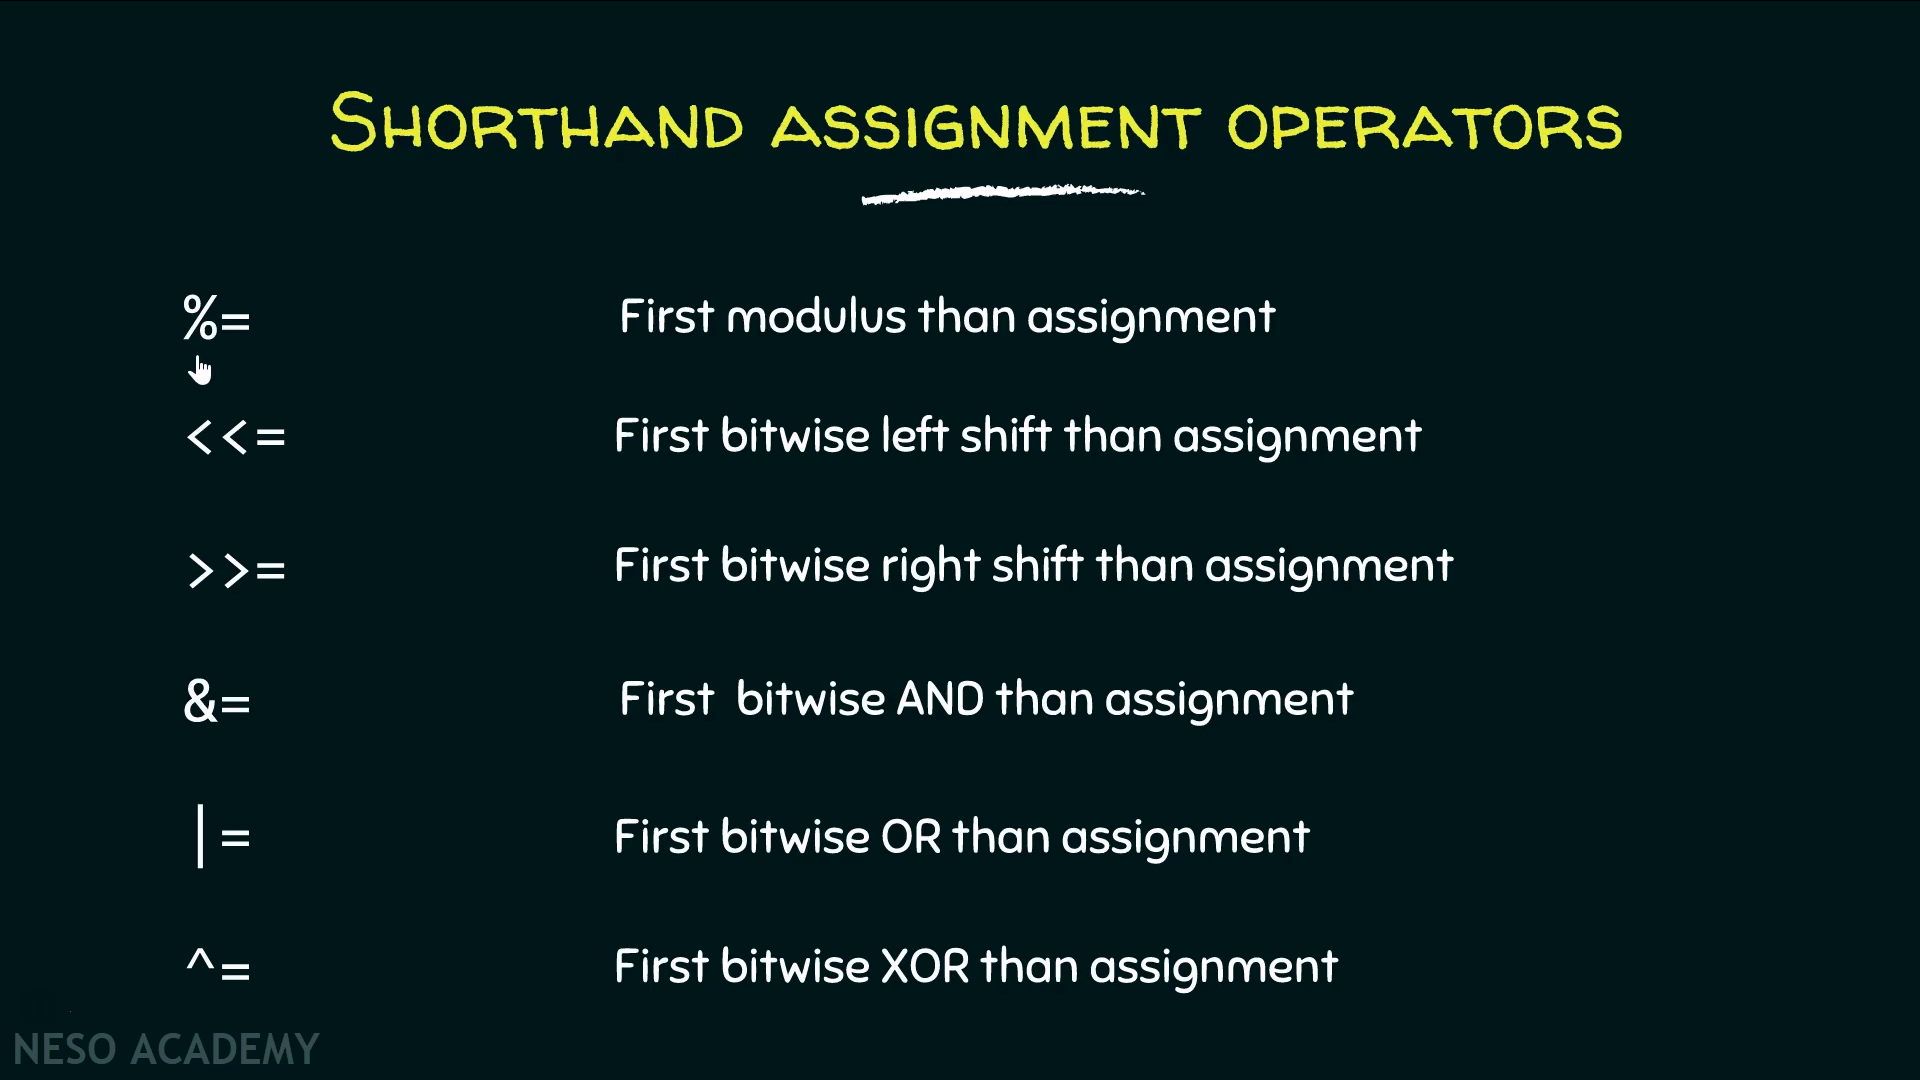 SHORTHAND ASSIGNMENT OPERATORS
%= First modulus than assignment
<<= First bitwise left shift than assignment
>>= First bitwise right shift than assignment
&= First bitwise AND than assignment
|= First bitwise OR than assignment
^= First bitwise XOR than assignment
NESO ACADEMY